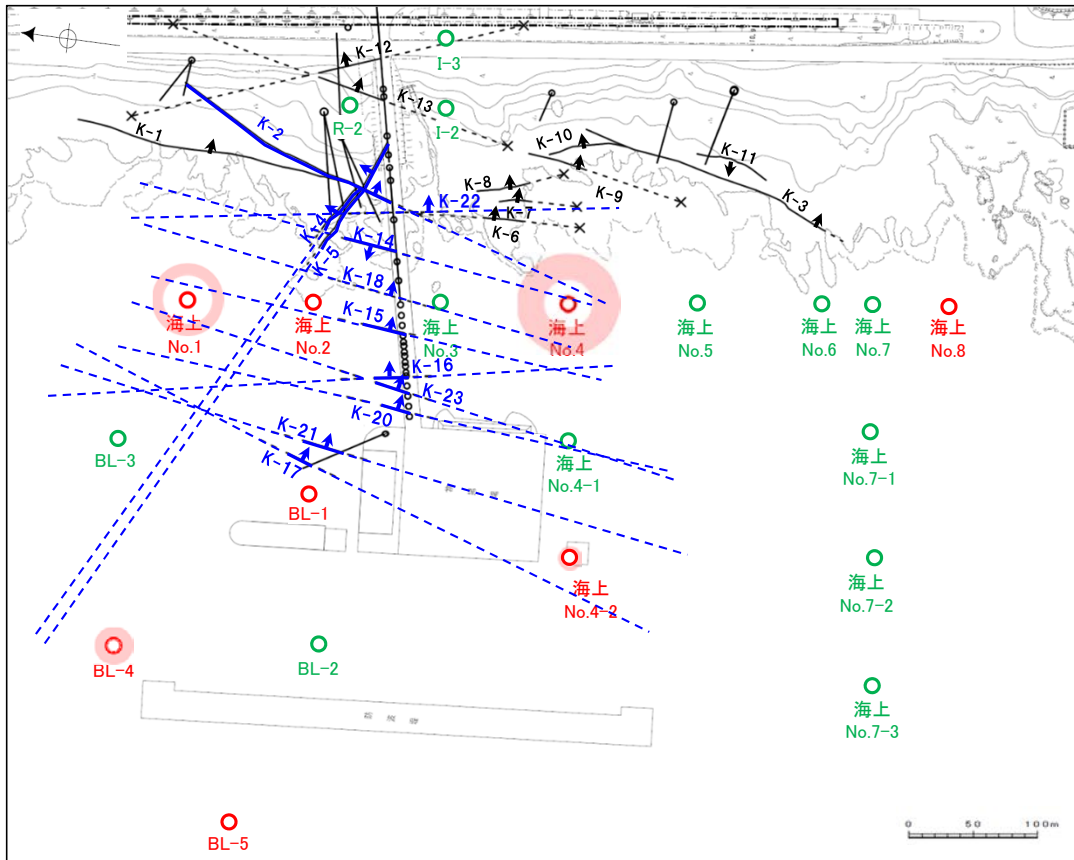 K-12
I-3
K-13
R-2
I-2
K-2
K-1
K-10
K-11
K-8
K-9
K-3
K-22
K-7
K-6
K-4
K-5
K-14
K-18
海上
No.1
海上
No.2
K-15
海上
No.3
海上
No.4
海上
No.5
海上
No.6
海上
No.7
海上
No.8
K-16
K-23
K-20
K-21
K-17
BL-3
海上
No.4-1
海上
No.7-1
BL-1
海上
No.4-2
海上
No.7-2
BL-4
BL-2
海上
No.7-3
BL-5
0 50 100m